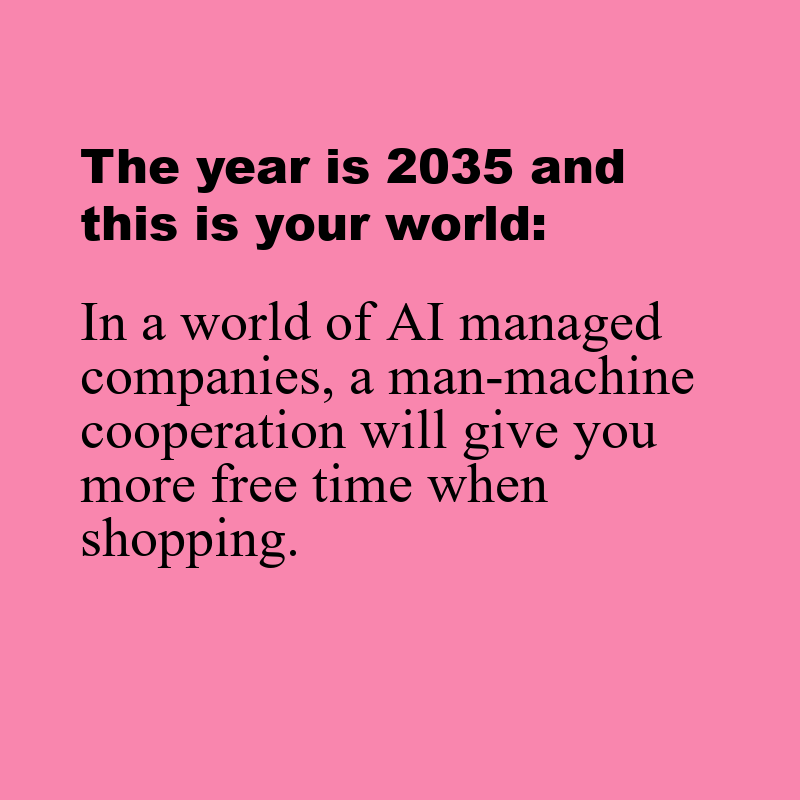 The year is 2035 and
this is your world:
In a world of AI managed
companies, a man-machine
cooperation will give you
more free time when
shopping.